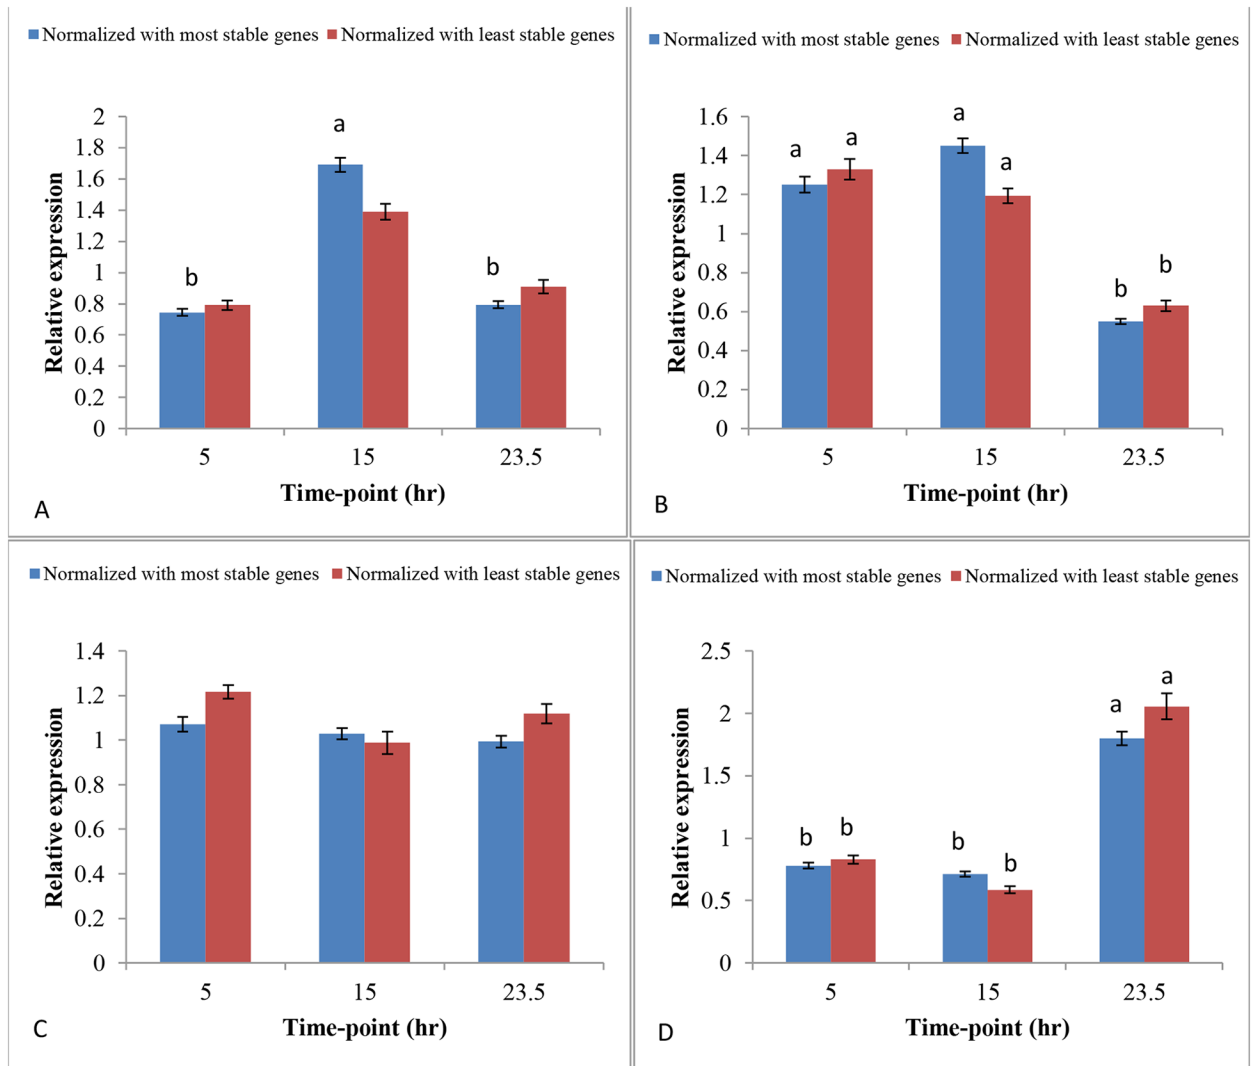 Normalized with most stable genes Normalized with least stable genes
a
b
b
2
1.8
1.6
1.4
1.2
1
0.8
0.6
0.4
0.2
0
Relative expression
5 15 23.5
Time-point (hr)
A
Normalized with most stable genes Normalized with least stable genes
a
a
a
a
b
b
1.6
1.4
1.2
1
0.8
0.6
0.4
0.2
0
Relative expression
5 15 23.5
Time-point (hr)
B
Normalized with most stable genes Normalized with least stable genes
1.4
1.2
1
0.8
0.6
0.4
0.2
0
Relative expression
5 15 23.5
Time-point (hr)
C
Normalized with most stable genes Normalized with least stable genes
a
a
b
b
b
b
2.5
2
1.5
1
0.5
0
Relative expression
5 15 23.5
Time-point (hr)
D